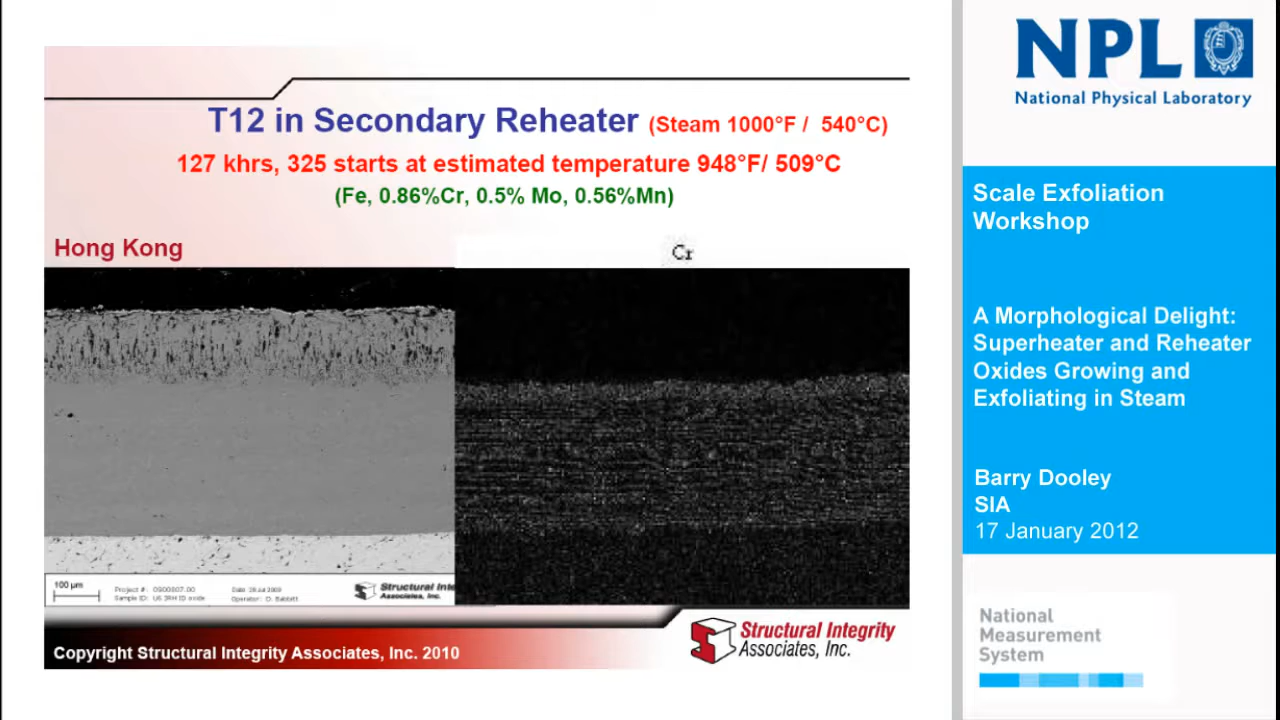 T12 in Secondary Reheater (Steam 1000°F / 540°C)
127 khrs, 325 starts at estimated temperature 948°F/ 509°C
(Fe, 0.86%Cr, 0.5% Mo, 0.56%Mn)
Hong Kong
Cr
100 µm
Project #:
Structural Inte
Associates, Inc.
Structural Integrity
Associates, Inc.
Copyright Structural Integrity Associates, Inc. 2010
NPL
National Physical Laboratory
Scale Exfoliation
Workshop
A Morphological Delight:
Superheater and Reheater
Oxides Growing and
Exfoliating in Steam
Barry Dooley
SIA
17 January 2012
National
Measurement
System